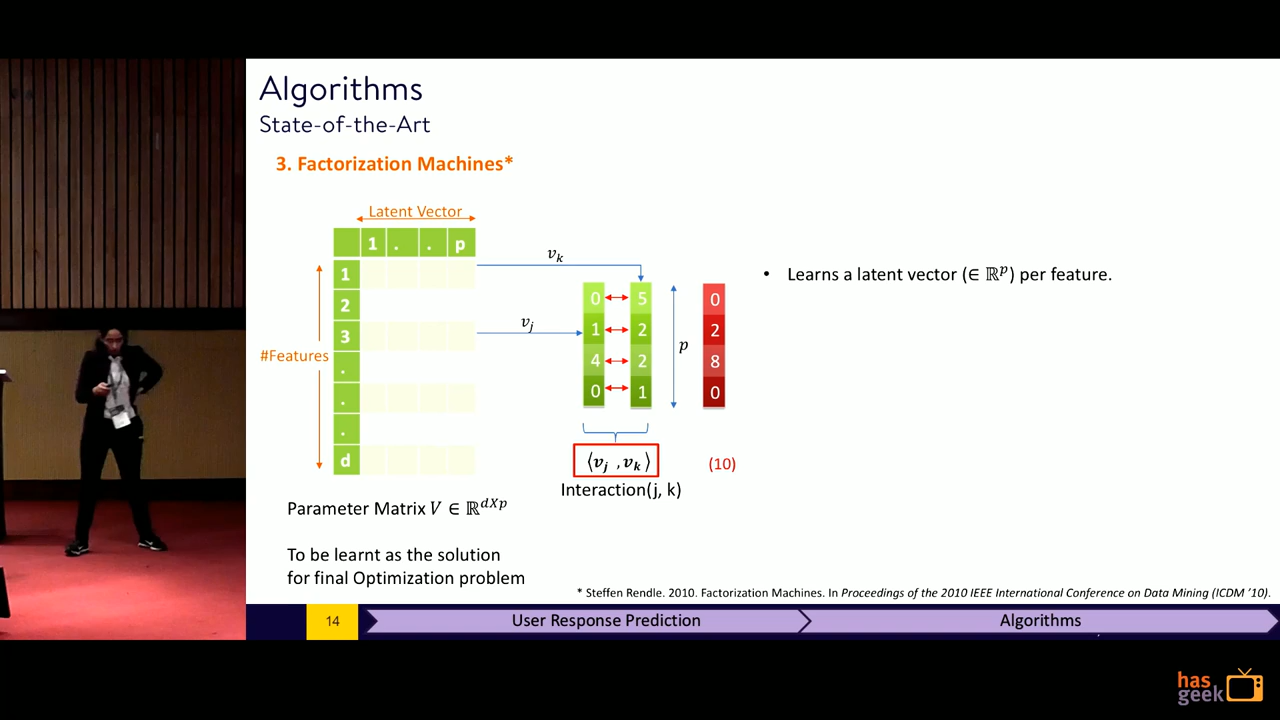 Algorithms
State-of-the-Art
3. Factorization Machines*
Latent Vector
1 . . p
1
2
3
.
.
.
d
#Features
v_k
v_j
0 5
1 2
4 2
0 1
p
0
2
8
0
⟨v_j , v_k⟩
(10)
Interaction(j, k)
• Learns a latent vector (∈ ℝ^p) per feature.
Parameter Matrix V ∈ ℝ^{dXp}
To be learnt as the solution
for final Optimization problem
* Steffen Rendle. 2010. Factorization Machines. In Proceedings of the 2010 IEEE International Conference on Data Mining (ICDM ’10).
14
User Response Prediction
Algorithms
has
geek